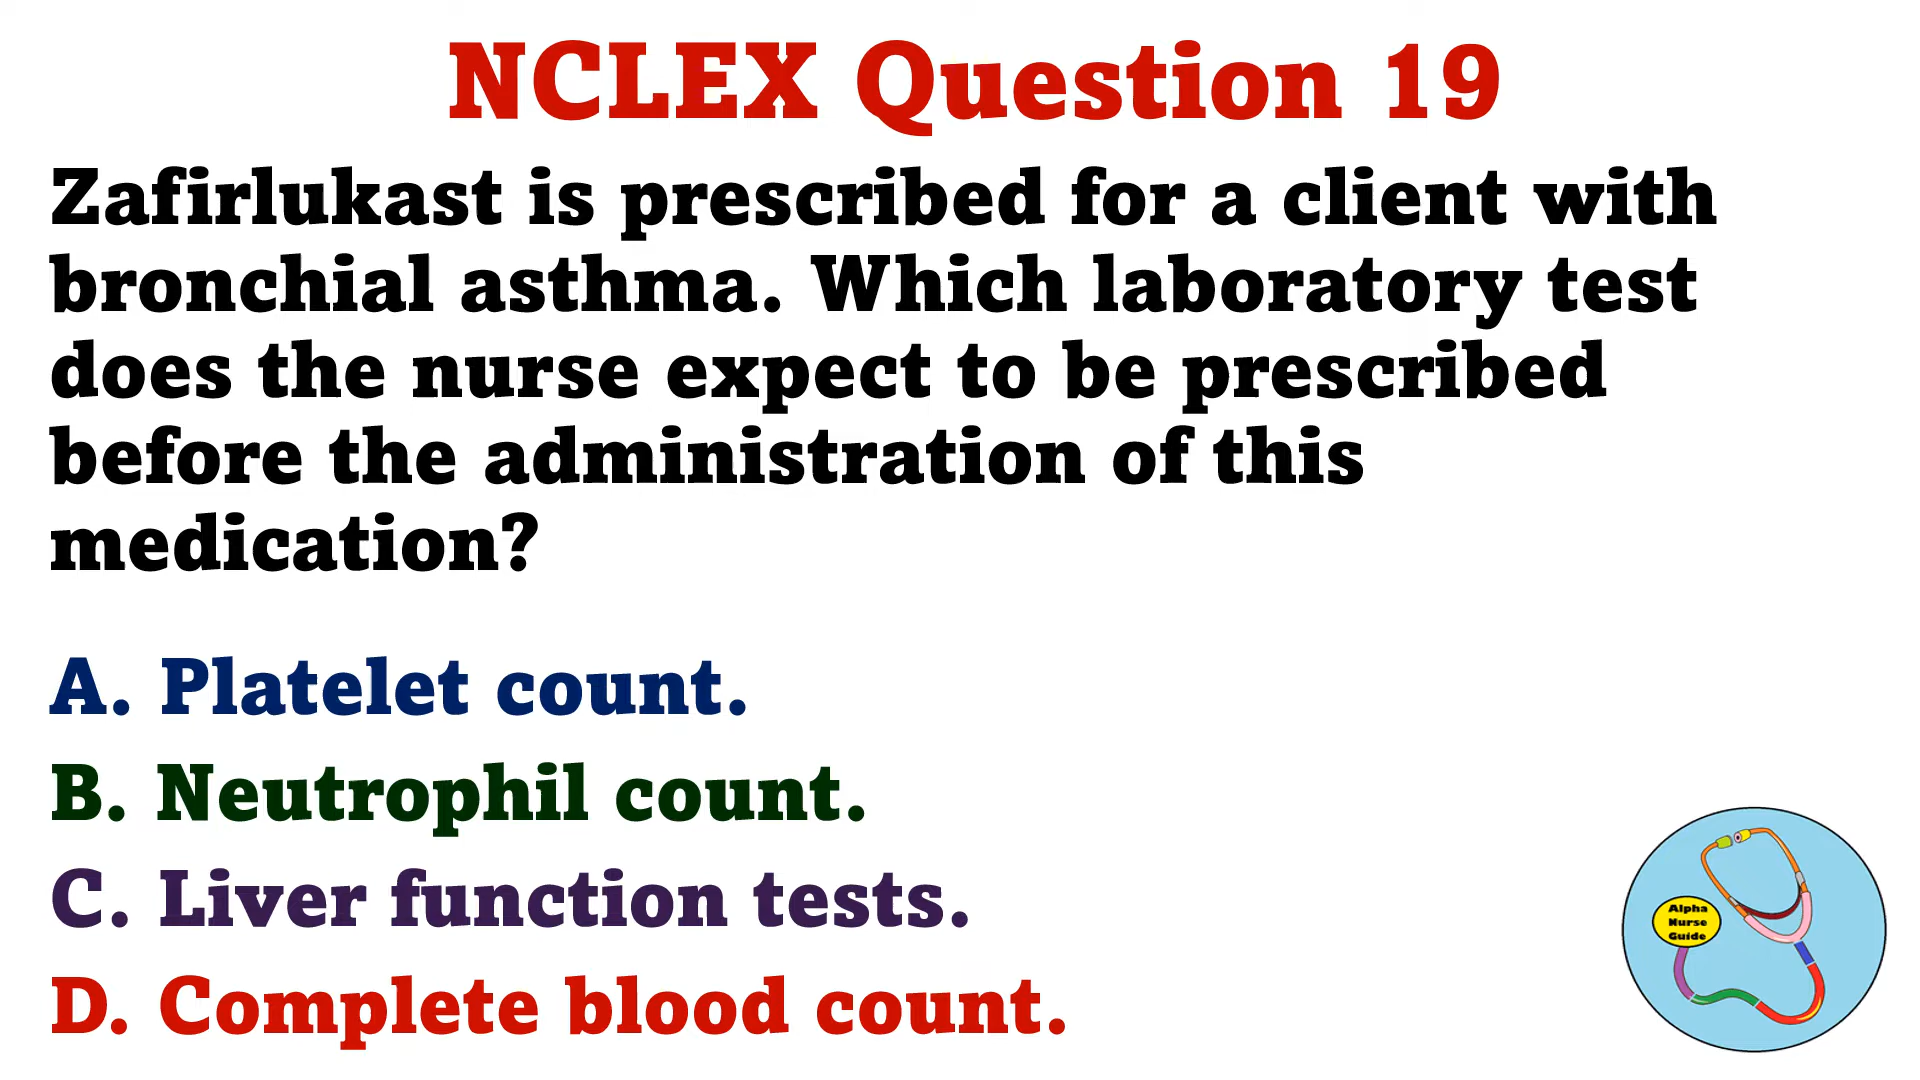 NCLEX Question 19
Zafirlukast is prescribed for a client with
bronchial asthma. Which laboratory test
does the nurse expect to be prescribed
before the administration of this
medication?
A. Platelet count.
B. Neutrophil count.
C. Liver function tests.
D. Complete blood count.
Alpha
Nurse
Guide